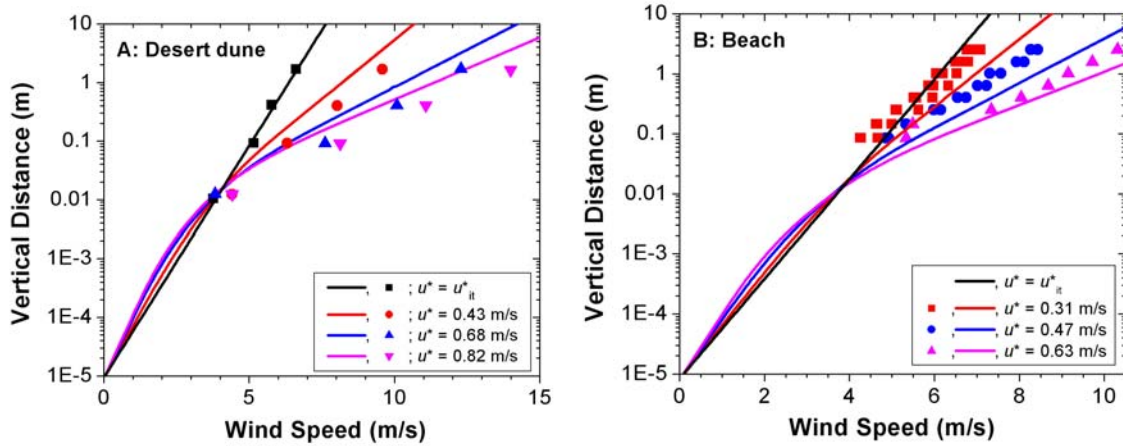 A: Desert dune
Vertical Distance (m)
10
1
0.1
0.01
1E-3
1E-4
1E-5
0
5
10
15
Wind Speed (m/s)
, ; u* = u*it
, ; u* = 0.43 m/s
, ; u* = 0.68 m/s
, ; u* = 0.82 m/s
B: Beach
Vertical Distance (m)
10
1
0.1
0.01
1E-3
1E-4
1E-5
0
2
4
6
8
10
Wind Speed (m/s)
u* = u*it
, u* = 0.31 m/s
, u* = 0.47 m/s
, u* = 0.63 m/s